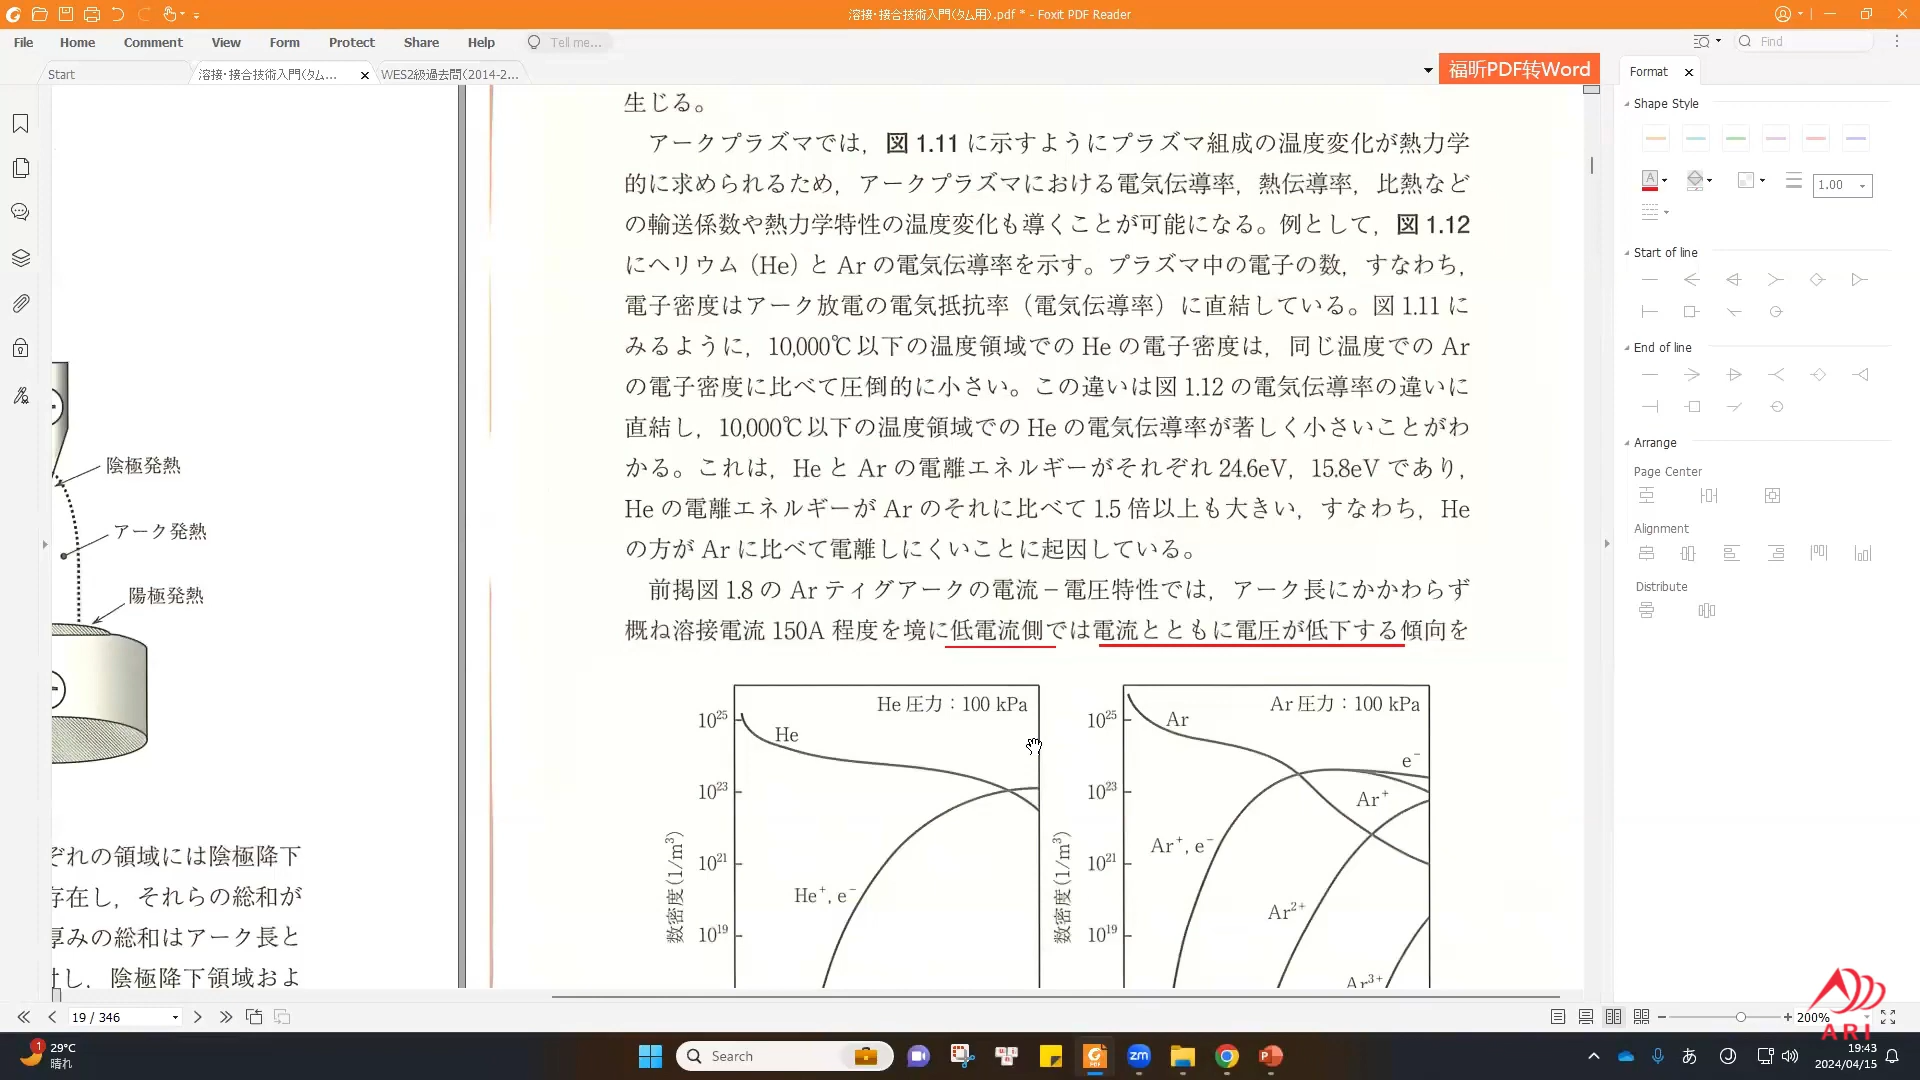 溶接・接合技術入門(タム用).pdf * - Foxit PDF Reader
File Home Comment View Form Protect Share Help Tell me... Find
Start 溶接・接合技術入門(タム... WES2級過去問(2014-2...
福昕PDF转Word
Format
Shape Style
1.00
Start of line
End of line
Arrange
Page Center
Alignment
Distribute
陰極発熱
アーク発熱
陽極発熱
ぞれの領域には陰極降下
存在し，それらの総和が
厚みの総和はアーク長と
対し，陰極降下領域およ
生じる。
アークプラズマでは，図 1.11 に示すようにプラズマ組成の温度変化が熱力学
的に求められるため，アークプラズマにおける電気伝導率，熱伝導率，比熱など
の輸送係数や熱力学特性の温度変化も導くことが可能になる。例として，図 1.12
にヘリウム（He）と Ar の電気伝導率を示す。プラズマ中の電子の数，すなわち，
電子密度はアーク放電の電気抵抗率（電気伝導率）に直結している。図 1.11 に
みるように，10,000℃ 以下の温度領域での He の電子密度は，同じ温度での Ar
の電子密度に比べて圧倒的に小さい。この違いは図 1.12 の電気伝導率の違いに
直結し，10,000℃ 以下の温度領域での He の電気伝導率が著しく小さいことがわ
かる。これは，He と Ar の電離エネルギーがそれぞれ 24.6eV，15.8eV であり，
He の電離エネルギーが Ar のそれに比べて 1.5 倍以上も大きい，すなわち，He
の方が Ar に比べて電離しにくいことに起因している。
前掲図 1.8 の Ar ティグアークの電流－電圧特性では，アーク長にかかわらず
概ね溶接電流 150A 程度を境に低電流側では電流とともに電圧が低下する傾向を
He 圧力：100 kPa
10²⁵
He
10²³
10²¹
He⁺, e⁻
10¹⁹
数密度 (1/m³)
Ar 圧力：100 kPa
10²⁵
Ar
e⁻
10²³
Ar⁺
Ar⁺, e⁻
10²¹
Ar²⁺
10¹⁹
Ar³⁺
数密度 (1/m³)
19 / 346
200%
ARI
1
29°C
晴れ
Search
zm
あ
19:43
2024/04/15